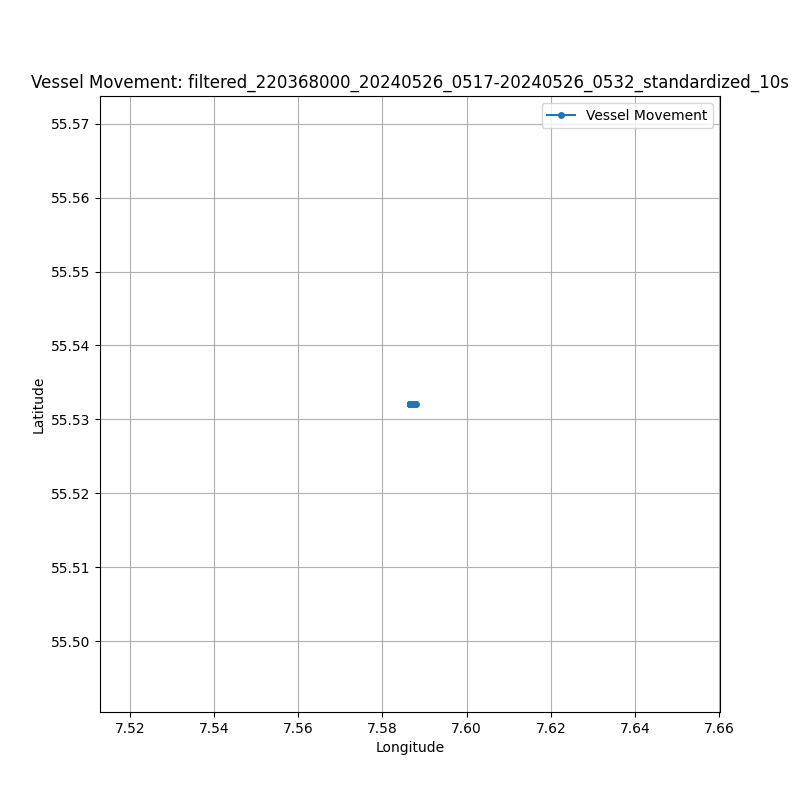 Vessel Movement: filtered_220368000_20240526_0517-20240526_0532_standardized_10s
Vessel Movement
55.57
55.56
55.55
55.54
55.53
55.52
55.51
55.50
Latitude
7.52 7.54 7.56 7.58 7.60 7.62 7.64 7.66
Longitude